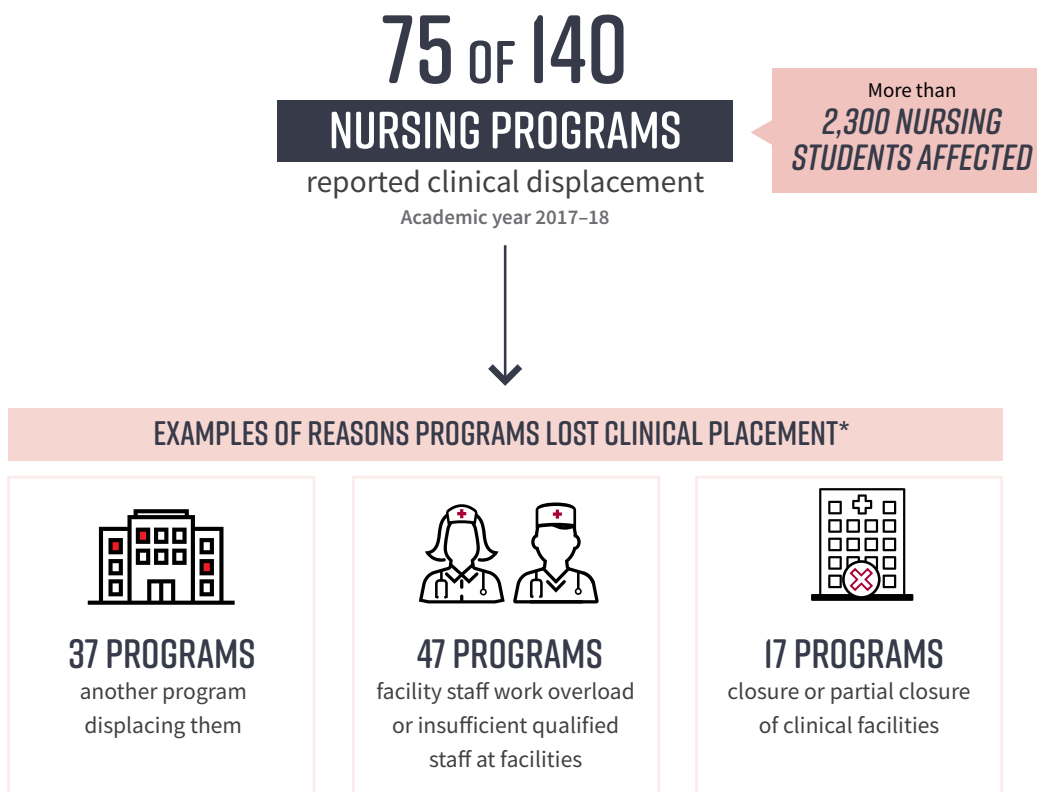 75 OF 140
NURSING PROGRAMS
reported clinical displacement
Academic year 2017–18
More than
2,300 NURSING
STUDENTS AFFECTED
EXAMPLES OF REASONS PROGRAMS LOST CLINICAL PLACEMENT*
37 PROGRAMS
another program
displacing them
47 PROGRAMS
facility staff work overload
or insufficient qualified
staff at facilities
17 PROGRAMS
closure or partial closure
of clinical facilities